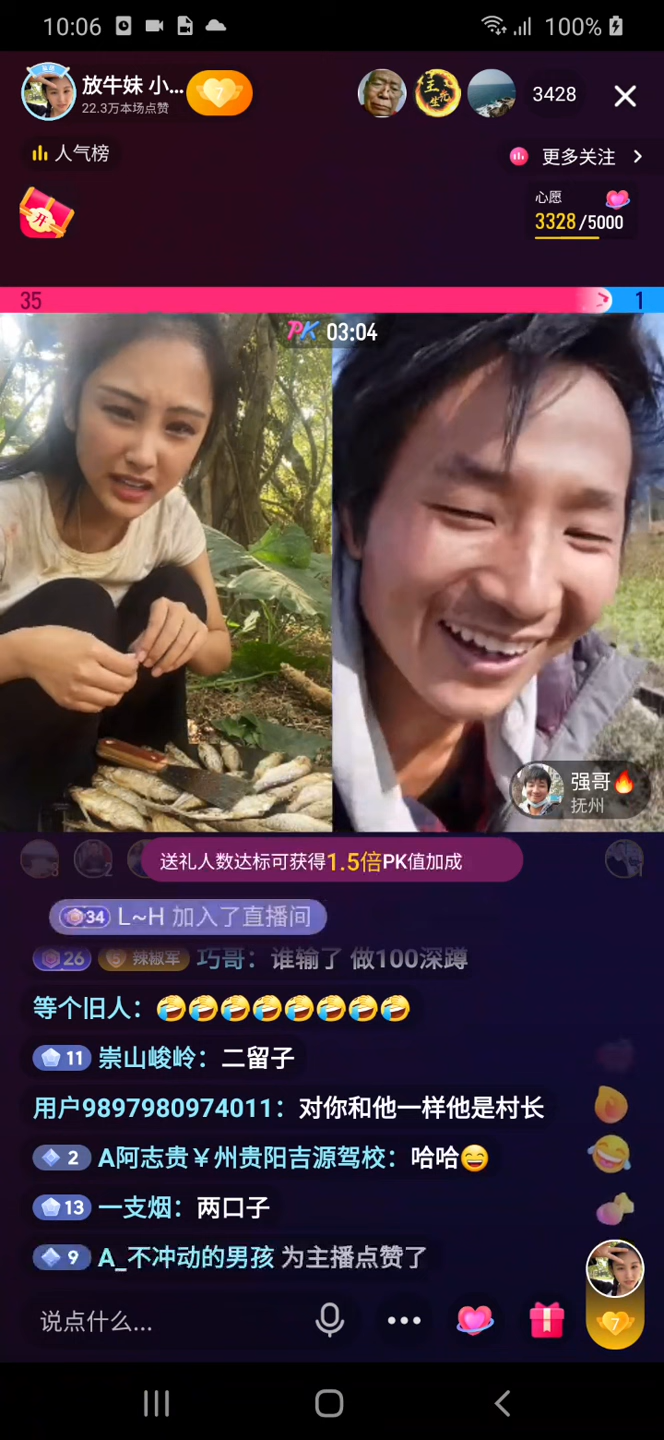 10:06
100%
放牛妹 小...
22.3万本场点赞
7
3428
人气榜
更多关注
开
心愿
3328/5000
35
1
PK 03:04
强哥🔥
抚州
3
2
1
送礼人数达标可获得1.5倍PK值加成
34 L~H 加入了直播间
26 5 辣椒军 巧哥：谁输了 做100深蹲
等个旧人：🤣🤣🤣🤣🤣🤣🤣🤣
11 崇山峻岭：二留子
用户9897980974011：对你和他一样他是村长
2 A阿志贵￥州贵阳吉源驾校：哈哈😄
13 一支烟：两口子
9 A_不冲动的男孩 为主播点赞了
说点什么...
7